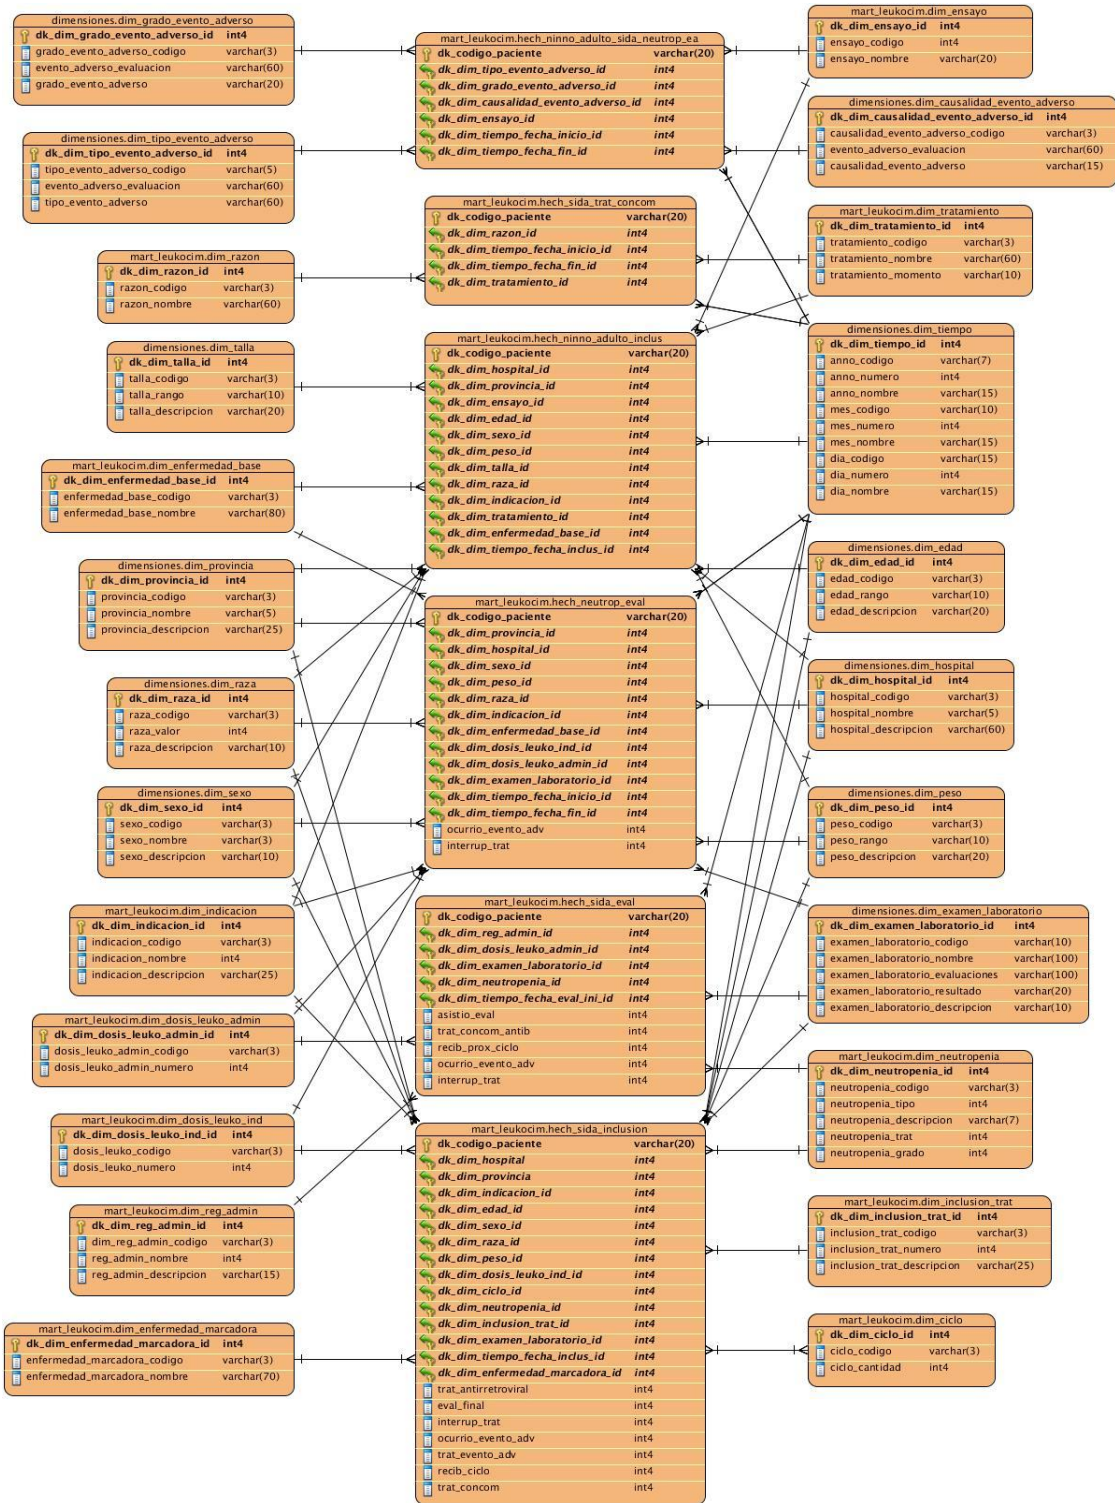 dimensiones.dim_grado_evento_adverso
dk_dim_grado_evento_adverso_id int4
grado_evento_adverso_codigo varchar(3)
evento_adverso_evaluacion varchar(60)
grado_evento_adverso varchar(20)
dimensiones.dim_tipo_evento_adverso
dk_dim_tipo_evento_adverso_id int4
tipo_evento_adverso_codigo varchar(5)
evento_adverso_evaluacion varchar(60)
tipo_evento_adverso varchar(60)
mart_leukocim.dim_razon
dk_dim_razon_id int4
razon_codigo varchar(3)
razon_nombre varchar(60)
dimensiones.dim_talla
dk_dim_talla_id int4
talla_codigo varchar(3)
talla_rango varchar(10)
talla_descripcion varchar(20)
mart_leukocim.dim_enfermedad_base
dk_dim_enfermedad_base_id int4
enfermedad_base_codigo varchar(3)
enfermedad_base_nombre varchar(80)
dimensiones.dim_provincia
dk_dim_provincia_id int4
provincia_codigo varchar(3)
provincia_nombre varchar(5)
provincia_descripcion varchar(25)
dimensiones.dim_raza
dk_dim_raza_id int4
raza_codigo varchar(3)
raza_valor int4
raza_descripcion varchar(10)
dimensiones.dim_sexo
dk_dim_sexo_id int4
sexo_codigo varchar(3)
sexo_nombre varchar(3)
sexo_descripcion varchar(10)
mart_leukocim.dim_indicacion
dk_dim_indicacion_id int4
indicacion_codigo varchar(3)
indicacion_nombre int4
indicacion_descripcion varchar(25)
mart_leukocim.dim_dosis_leuko_admin
dk_dim_dosis_leuko_admin_id int4
dosis_leuko_admin_codigo varchar(3)
dosis_leuko_admin_numero int4
mart_leukocim.dim_dosis_leuko_ind
dk_dim_dosis_leuko_ind_id int4
dosis_leuko_codigo varchar(3)
dosis_leuko_numero int4
mart_leukocim.dim_reg_admin
dk_dim_reg_admin_id int4
dim_reg_admin_codigo varchar(3)
reg_admin_nombre int4
reg_admin_descripcion varchar(15)
mart_leukocim.dim_enfermedad_marcadora
dk_dim_enfermedad_marcadora_id int4
enfermedad_marcadora_codigo varchar(3)
enfermedad_marcadora_nombre varchar(70)
mart_leukocim.hech_ninno_adulto_sida_neutrop_ea
dk_codigo_paciente varchar(20)
dk_dim_tipo_evento_adverso_id int4
dk_dim_grado_evento_adverso_id int4
dk_dim_causalidad_evento_adverso_id int4
dk_dim_ensayo_id int4
dk_dim_tiempo_fecha_inicio_id int4
dk_dim_tiempo_fecha_fin_id int4
mart_leukocim.hech_sida_trat_concom
dk_codigo_paciente varchar(20)
dk_dim_razon_id int4
dk_dim_tiempo_fecha_inicio_id int4
dk_dim_tiempo_fecha_fin_id int4
dk_dim_tratamiento_id int4
mart_leukocim.hech_ninno_adulto_inclus
dk_codigo_paciente varchar(20)
dk_dim_hospital_id int4
dk_dim_provincia_id int4
dk_dim_ensayo_id int4
dk_dim_edad_id int4
dk_dim_sexo_id int4
dk_dim_peso_id int4
dk_dim_talla_id int4
dk_dim_raza_id int4
dk_dim_indicacion_id int4
dk_dim_tratamiento_id int4
dk_dim_enfermedad_base_id int4
dk_dim_tiempo_fecha_inclus_id int4
mart_leukocim.hech_neutrop_eval
dk_codigo_paciente varchar(20)
dk_dim_provincia_id int4
dk_dim_hospital_id int4
dk_dim_sexo_id int4
dk_dim_peso_id int4
dk_dim_raza_id int4
dk_dim_indicacion_id int4
dk_dim_enfermedad_base_id int4
dk_dim_dosis_leuko_ind_id int4
dk_dim_dosis_leuko_admin_id int4
dk_dim_examen_laboratorio_id int4
dk_dim_tiempo_fecha_inicio_id int4
dk_dim_tiempo_fecha_fin_id int4
ocurrio_evento_adv int4
interrup_trat int4
mart_leukocim.hech_sida_eval
dk_codigo_paciente varchar(20)
dk_dim_reg_admin_id int4
dk_dim_dosis_leuko_admin_id int4
dk_dim_examen_laboratorio_id int4
dk_dim_neutropenia_id int4
dk_dim_tiempo_fecha_eval_ini_id int4
asistio_eval int4
trat_concom_antib int4
recib_prox_ciclo int4
ocurrio_evento_adv int4
interrup_trat int4
mart_leukocim.hech_sida_inclusion
dk_codigo_paciente varchar(20)
dk_dim_hospital int4
dk_dim_provincia int4
dk_dim_indicacion_id int4
dk_dim_edad_id int4
dk_dim_sexo_id int4
dk_dim_raza_id int4
dk_dim_peso_id int4
dk_dim_dosis_leuko_ind_id int4
dk_dim_ciclo_id int4
dk_dim_neutropenia_id int4
dk_dim_inclusion_trat_id int4
dk_dim_examen_laboratorio_id int4
dk_dim_tiempo_fecha_inclus_id int4
dk_dim_enfermedad_marcadora_id int4
trat_antirretroviral int4
eval_final int4
interrup_trat int4
ocurrio_evento_adv int4
trat_evento_adv int4
recib_ciclo int4
trat_concom int4
mart_leukocim.dim_ensayo
dk_dim_ensayo_id int4
ensayo_codigo int4
ensayo_nombre varchar(20)
dimensiones.dim_causalidad_evento_adverso
dk_dim_causalidad_evento_adverso_id int4
causalidad_evento_adverso_codigo varchar(3)
evento_adverso_evaluacion varchar(60)
causalidad_evento_adverso varchar(15)
mart_leukocim.dim_tratamiento
dk_dim_tratamiento_id int4
tratamiento_codigo varchar(3)
tratamiento_nombre varchar(60)
tratamiento_momento varchar(10)
dimensiones.dim_tiempo
dk_dim_tiempo_id int4
anno_codigo varchar(7)
anno_numero int4
anno_nombre varchar(15)
mes_codigo varchar(10)
mes_numero int4
mes_nombre varchar(15)
dia_codigo varchar(15)
dia_numero int4
dia_nombre varchar(15)
dimensiones.dim_edad
dk_dim_edad_id int4
edad_codigo varchar(3)
edad_rango varchar(10)
edad_descripcion varchar(20)
dimensiones.dim_hospital
dk_dim_hospital_id int4
hospital_codigo varchar(3)
hospital_nombre varchar(5)
hospital_descripcion varchar(60)
dimensiones.dim_peso
dk_dim_peso_id int4
peso_codigo varchar(3)
peso_rango varchar(10)
peso_descripcion varchar(20)
dimensiones.dim_examen_laboratorio
dk_dim_examen_laboratorio_id int4
examen_laboratorio_codigo varchar(10)
examen_laboratorio_nombre varchar(100)
examen_laboratorio_evaluaciones varchar(100)
examen_laboratorio_resultado varchar(20)
examen_laboratorio_descripcion varchar(10)
mart_leukocim.dim_neutropenia
dk_dim_neutropenia_id int4
neutropenia_codigo varchar(3)
neutropenia_tipo int4
neutropenia_descripcion varchar(7)
neutropenia_trat int4
neutropenia_grado int4
mart_leukocim.dim_inclusion_trat
dk_dim_inclusion_trat_id int4
inclusion_trat_codigo varchar(3)
inclusion_trat_numero int4
inclusion_trat_descripcion varchar(25)
mart_leukocim.dim_ciclo
dk_dim_ciclo_id int4
ciclo_codigo varchar(3)
ciclo_cantidad int4